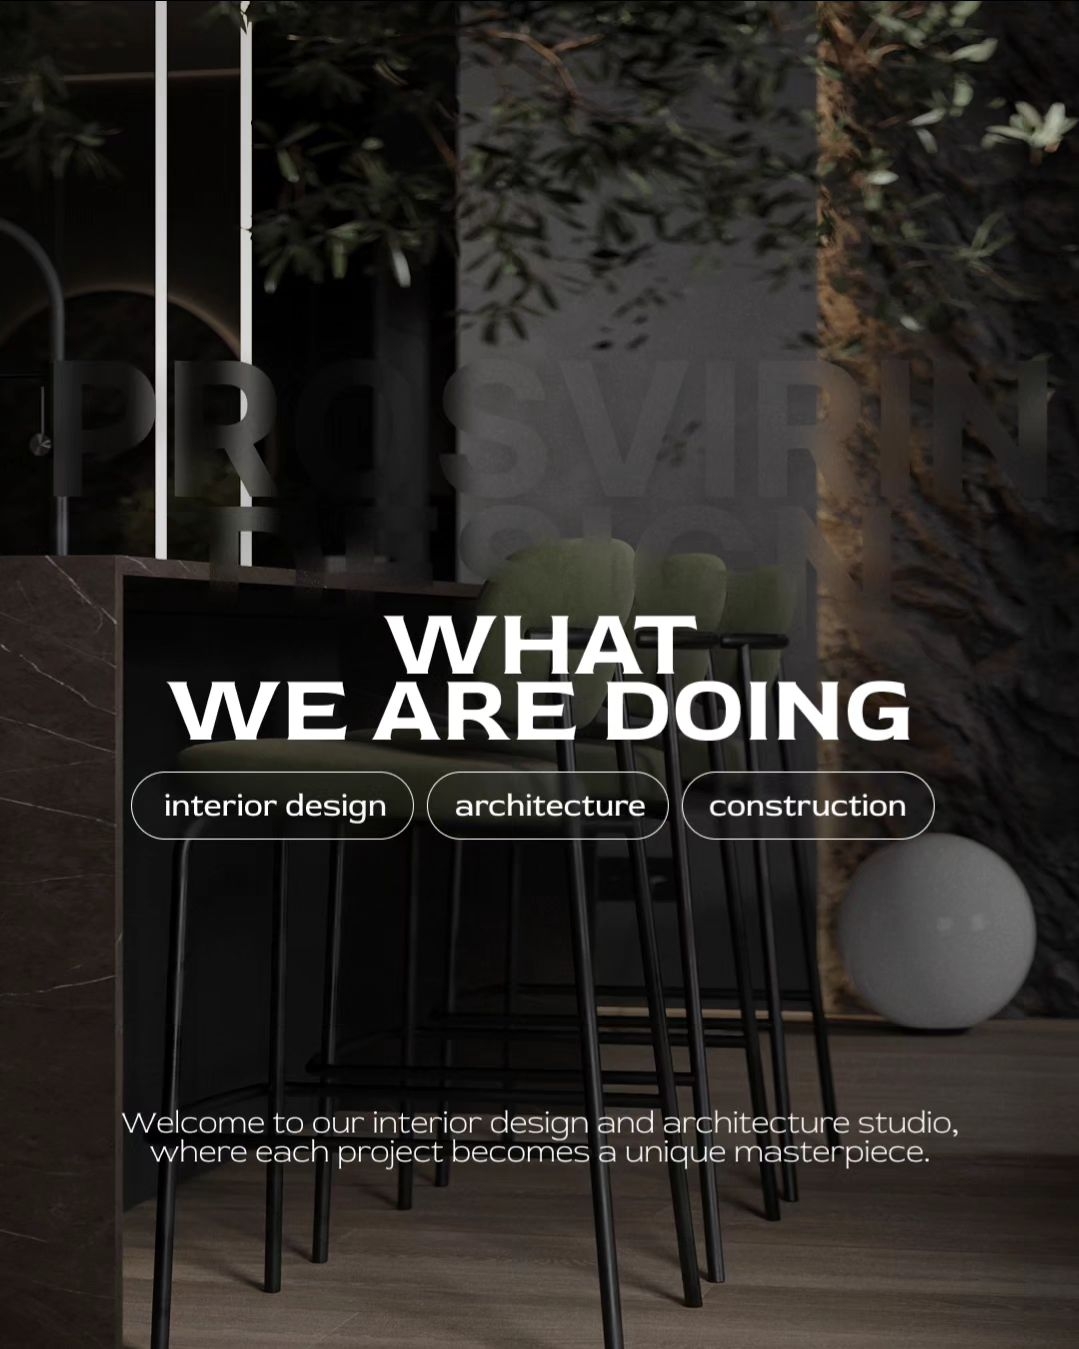 PROSVIRIN
DESIGN
WHAT
WE ARE DOING
interior design
architecture
construction
Welcome to our interior design and architecture studio,
where each project becomes a unique masterpiece.